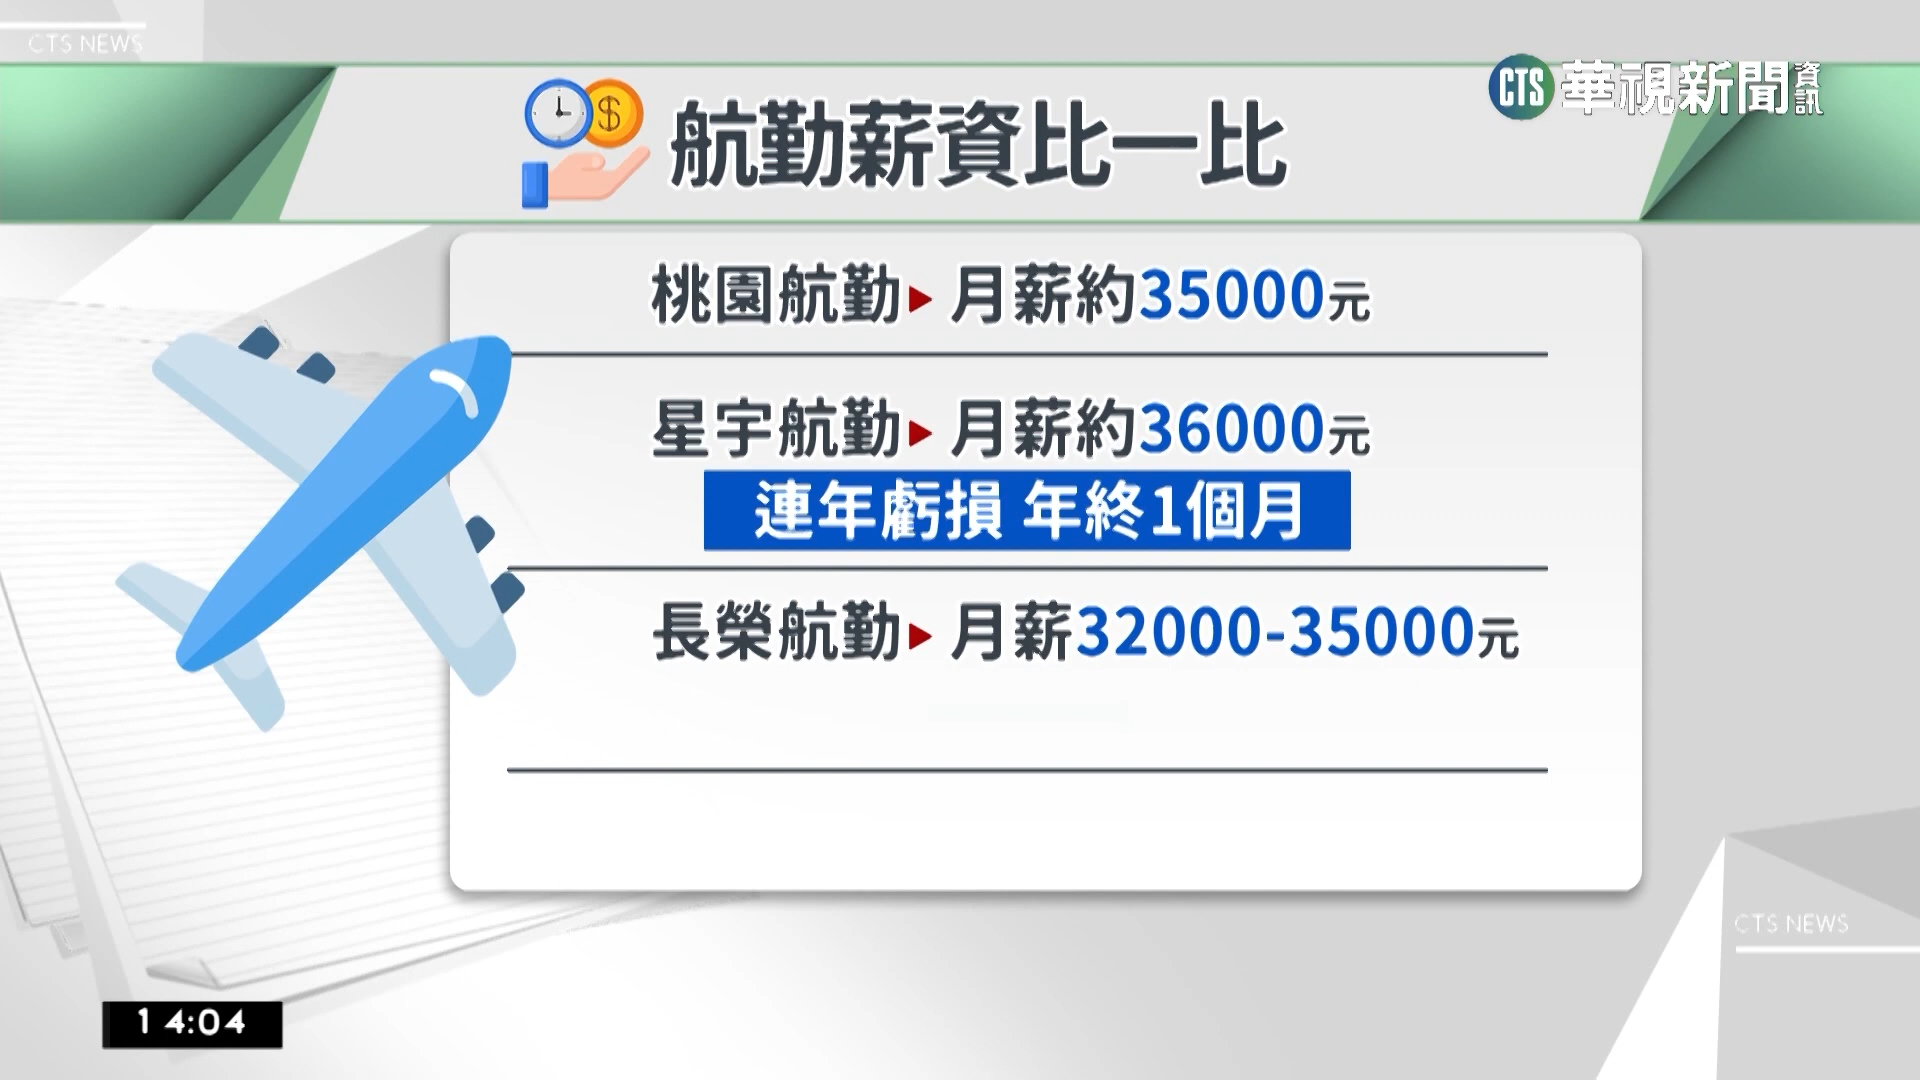 CTS NEWS
CTS 華視新聞資訊
航勤薪資比一比
桃園航勤▶月薪約35000元
星宇航勤▶月薪約36000元
連年虧損 年終1個月
長榮航勤▶月薪32000-35000元
CTS NEWS
14:04